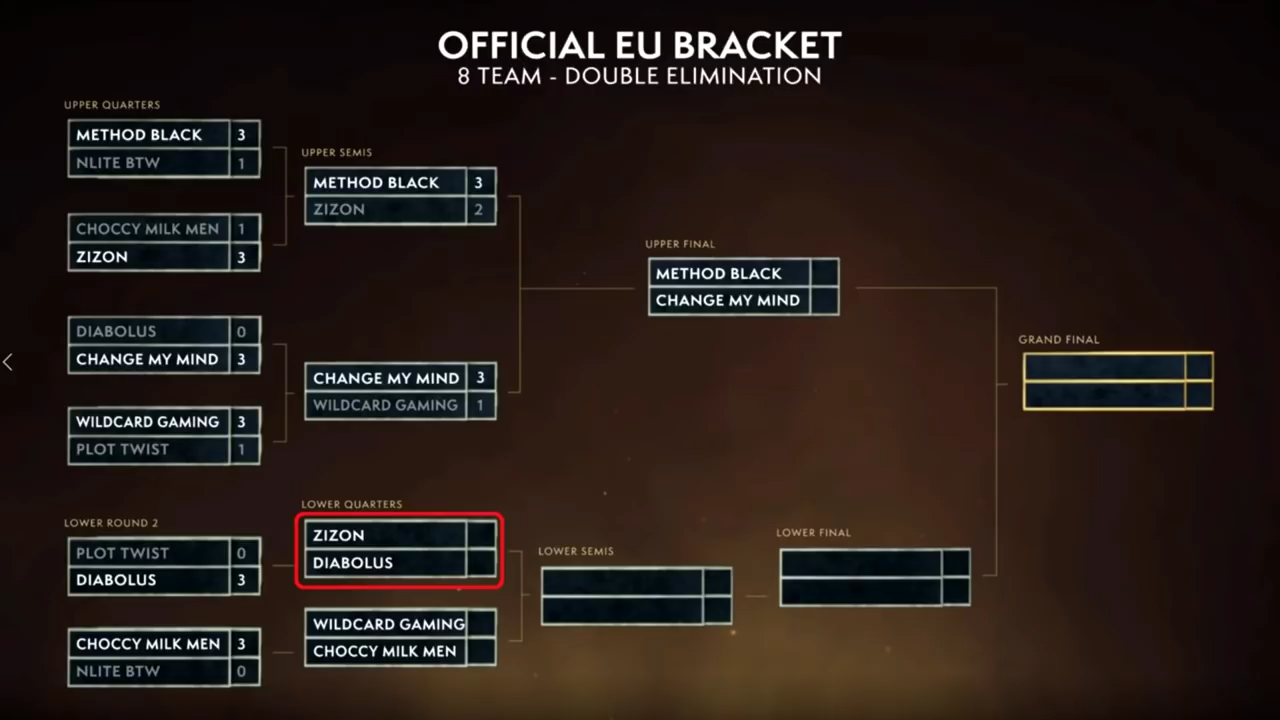 OFFICIAL EU BRACKET
8 TEAM - DOUBLE ELIMINATION
UPPER QUARTERS
METHOD BLACK 3
NLITE BTW 1
CHOCCY MILK MEN 1
ZIZON 3
DIABOLUS 0
CHANGE MY MIND 3
WILDCARD GAMING 3
PLOT TWIST 1
UPPER SEMIS
METHOD BLACK 3
ZIZON 2
CHANGE MY MIND 3
WILDCARD GAMING 1
UPPER FINAL
METHOD BLACK
CHANGE MY MIND
GRAND FINAL
LOWER ROUND 2
PLOT TWIST 0
DIABOLUS 3
CHOCCY MILK MEN 3
NLITE BTW 0
LOWER QUARTERS
ZIZON
DIABOLUS
WILDCARD GAMING
CHOCCY MILK MEN
LOWER SEMIS
LOWER FINAL